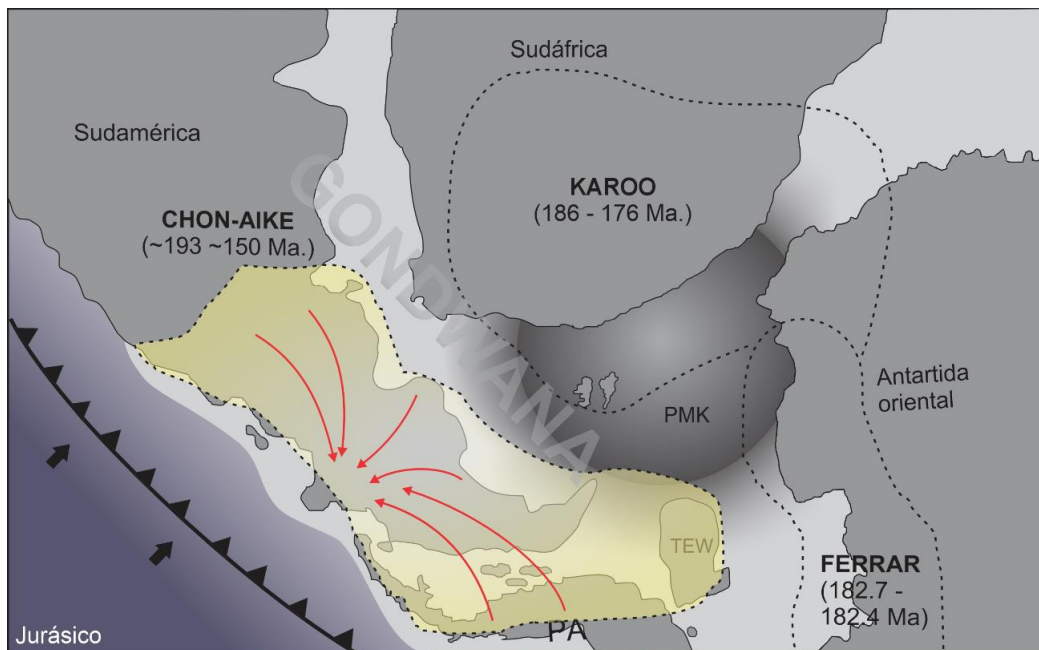 Sudáfrica
Sudamérica
GONDWANA
KAROO
(186 - 176 Ma.)
CHON-AIKE
(~193 ~150 Ma.)
Antartida
oriental
PMK
TEW
FERRAR
(182.7 -
182.4 Ma)
PA
Jurásico